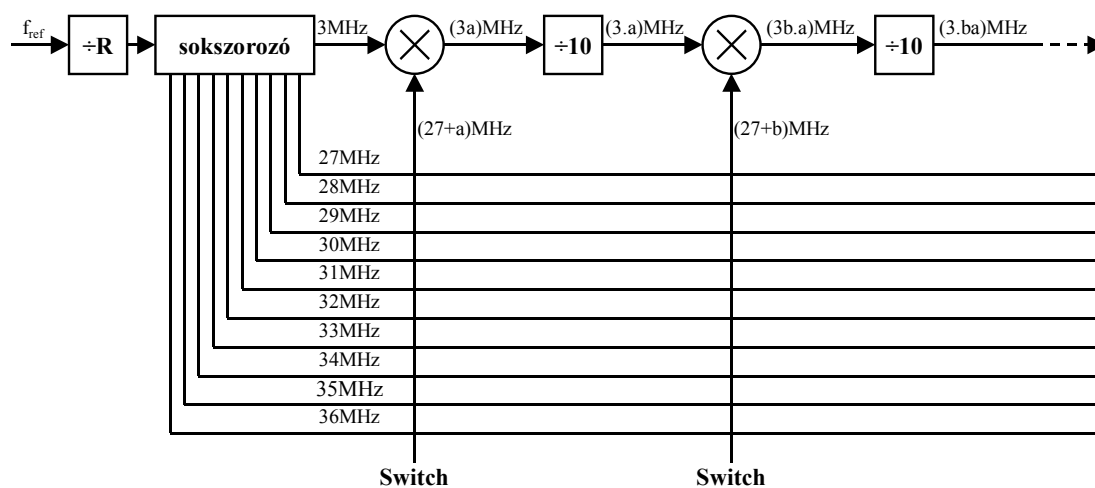 f_ref
÷R
sokszorozó
3MHz
(3a)MHz
÷10
(3.a)MHz
(3b.a)MHz
÷10
(3.ba)MHz
(27+a)MHz
(27+b)MHz
27MHz
28MHz
29MHz
30MHz
31MHz
32MHz
33MHz
34MHz
35MHz
36MHz
Switch
Switch